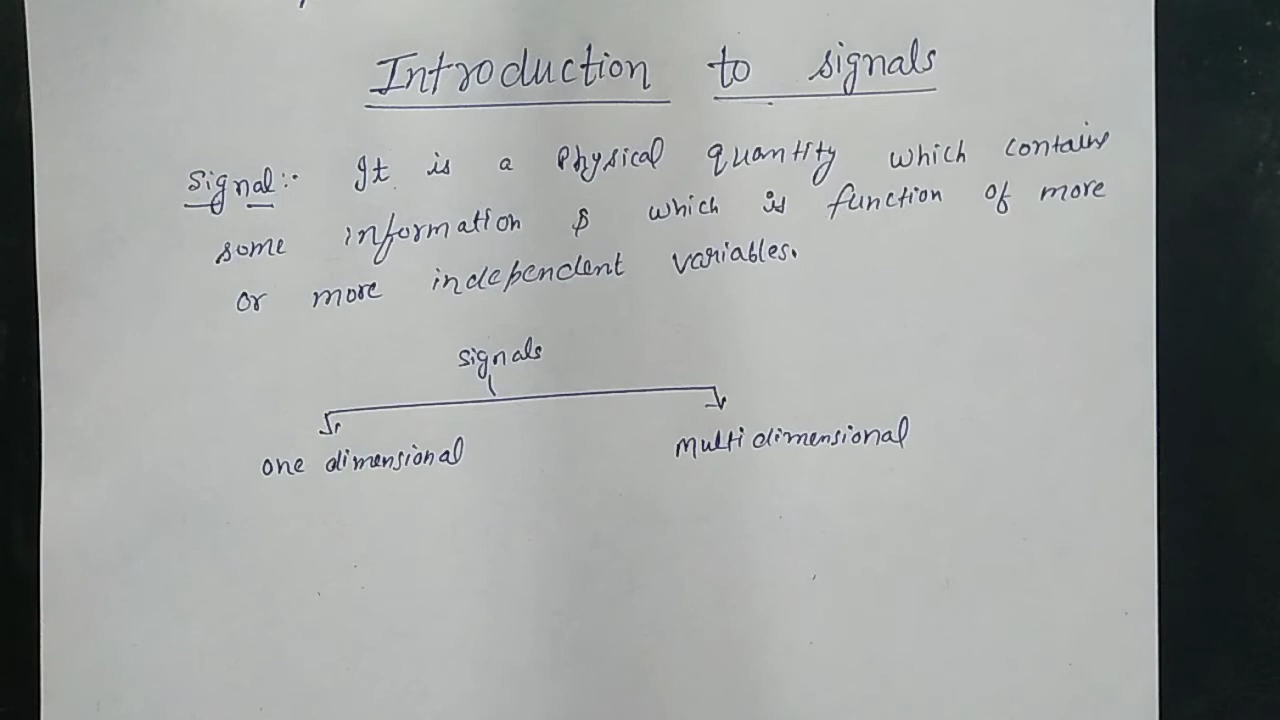 Introduction to signals
Signal:- It is a Physical quantity which contains
some information & which is function of more
or more independent variables.
signals
one dimensional multi dimensional